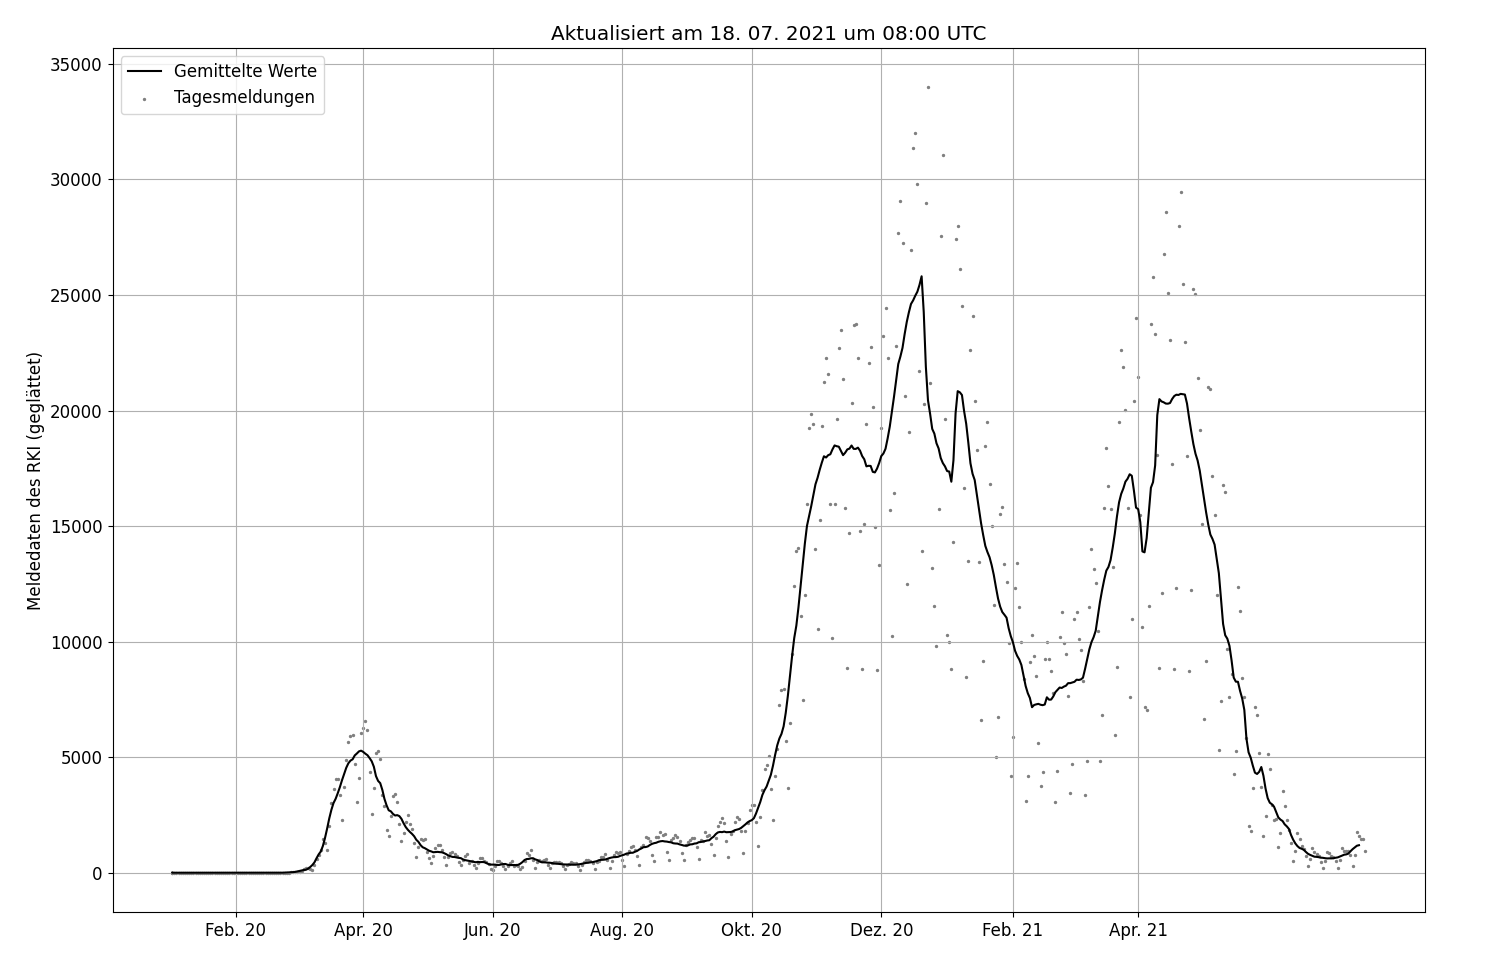 Aktualisiert am 18. 07. 2021 um 08:00 UTC
Gemittelte Werte
Tagesmeldungen
Meldedaten des RKI (geglättet)
35000
30000
25000
20000
15000
10000
5000
0
Feb. 20 Apr. 20 Jun. 20 Aug. 20 Okt. 20 Dez. 20 Feb. 21 Apr. 21